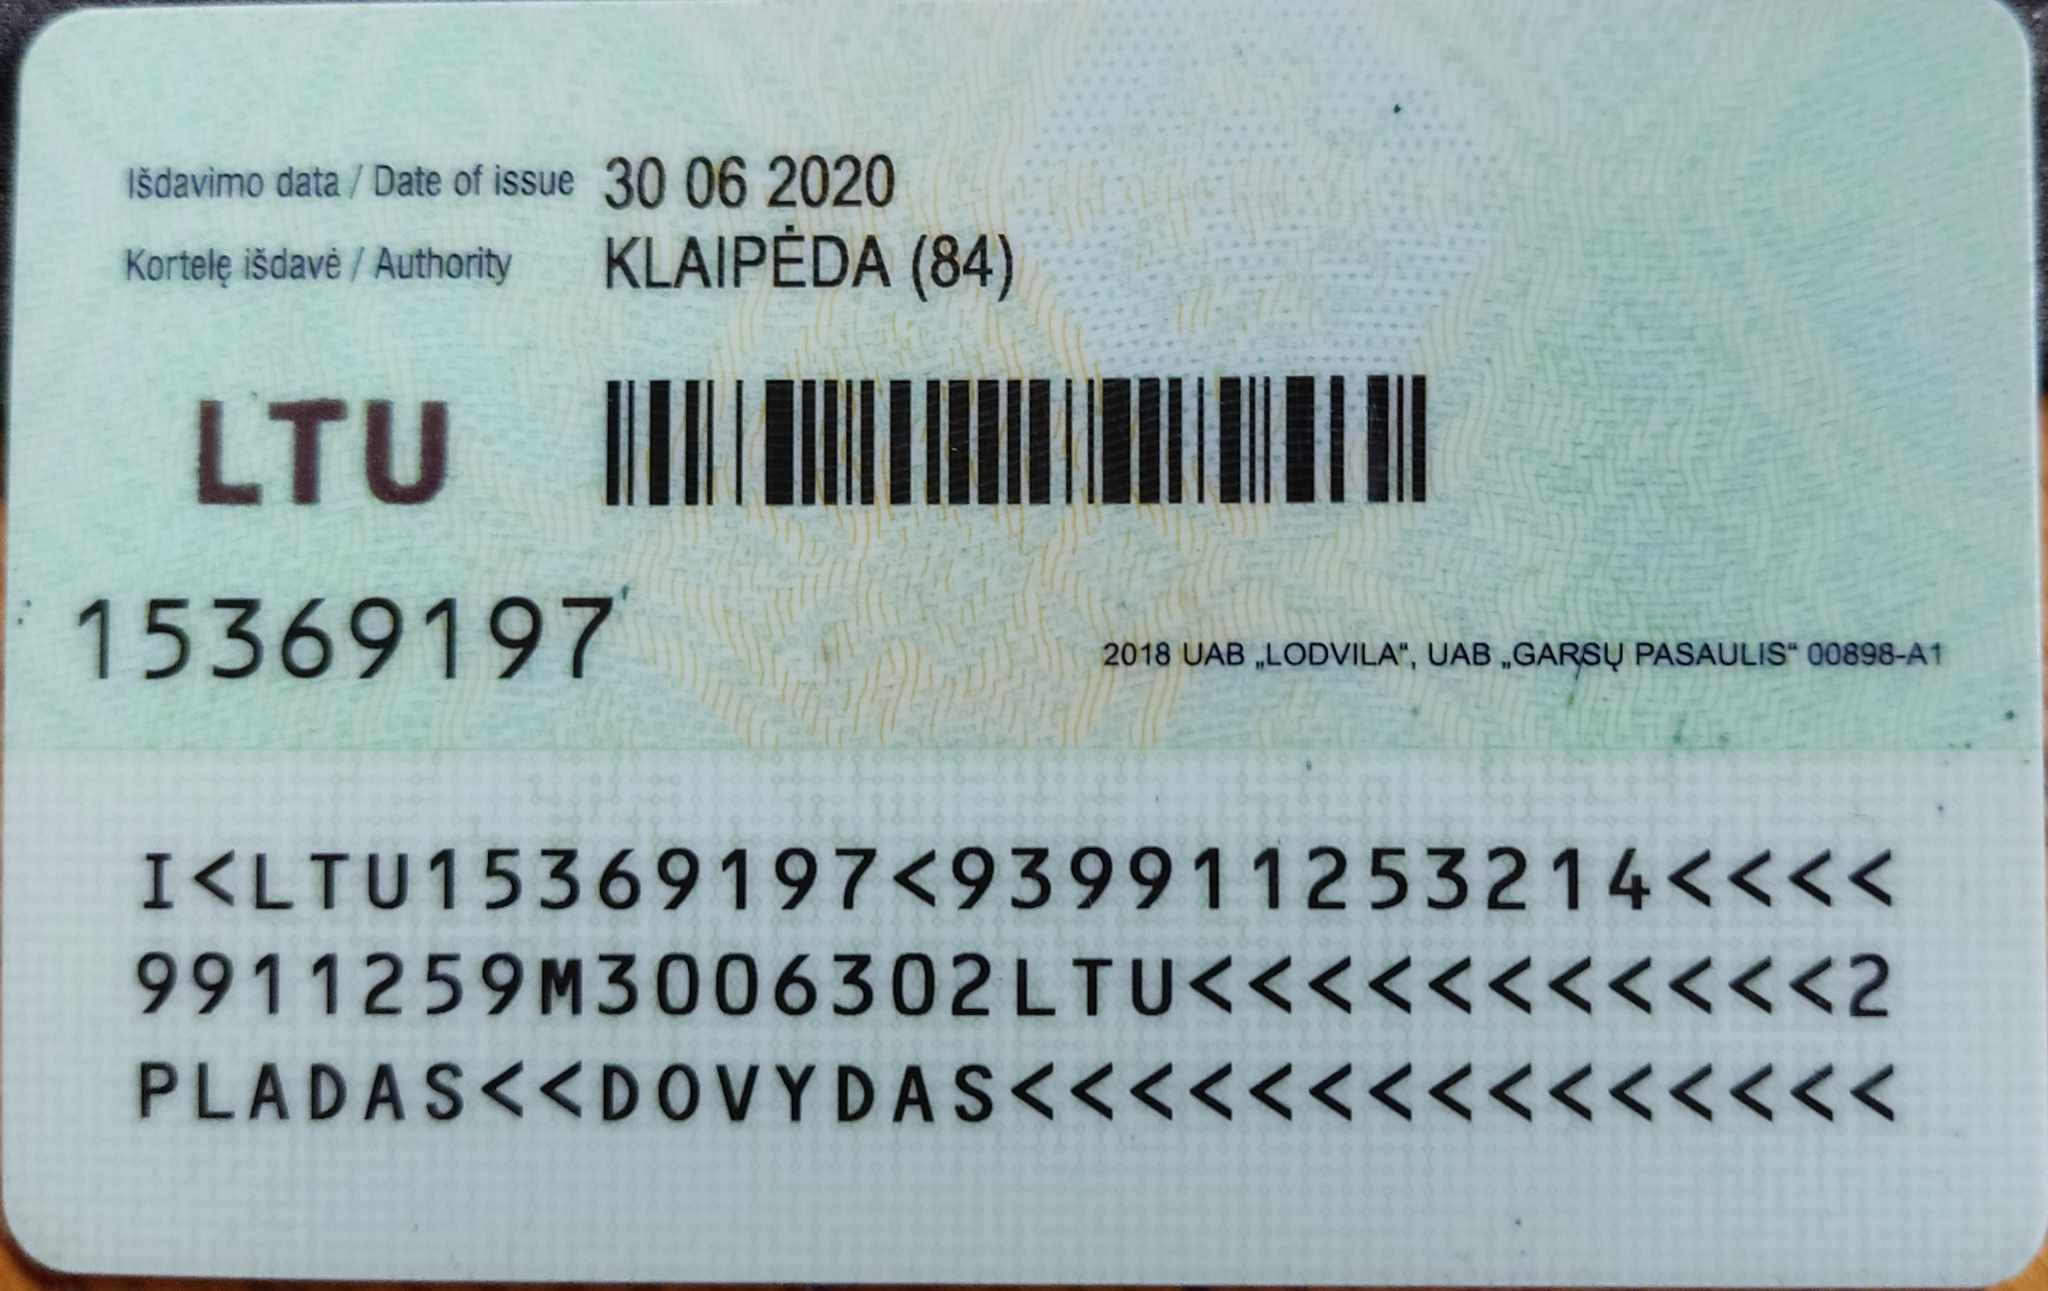 Išdavimo data / Date of issue 30 06 2020
Kortelę išdavė / Authority KLAIPĖDA (84)
LTU
15369197
2018 UAB „LODVILA“, UAB „GARSŲ PASAULIS“ 00898-A1
I<LTU15369197<939911253214<<<<
9911259M3006302LTU<<<<<<<<<<<2
PLADAS<<DOVYDAS<<<<<<<<<<<<<<<